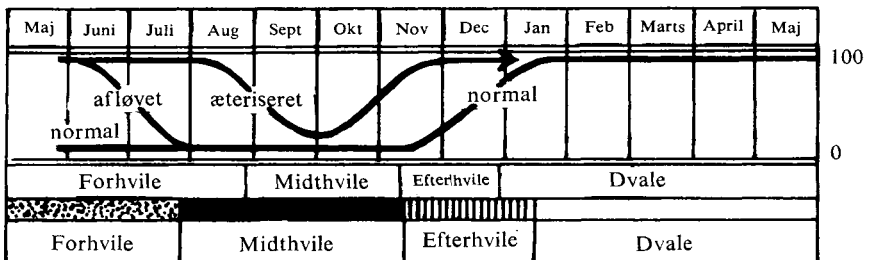 Maj Juni Juli Aug Sept Okt Nov Dec Jan Feb Marts April Maj
100
afløvet æteriseret normal
normal
0
Forhvile Midthvile Efterhvile Dvale
Forhvile Midthvile Efterhvile Dvale